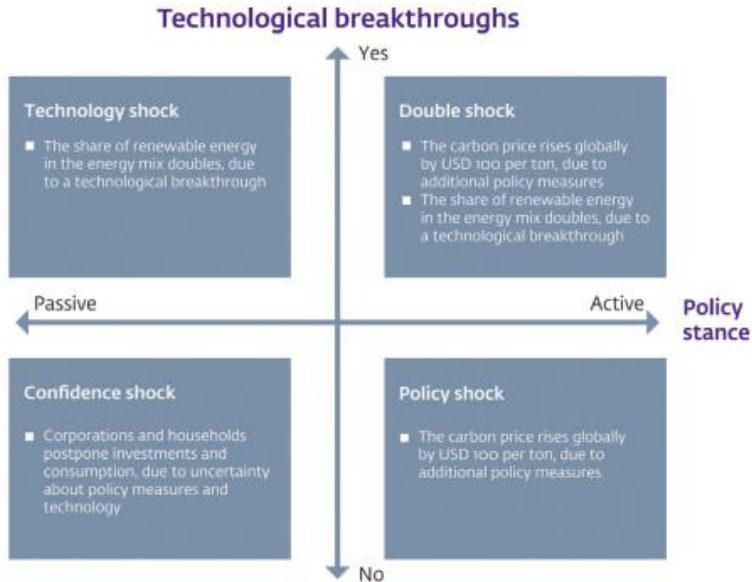 Technological breakthroughs
Yes
Technology shock
■ The share of renewable energy
in the energy mix doubles, due
to a technological breakthrough
Double shock
■ The carbon price rises globally
by USD 100 per ton, due to
additional policy measures
■ The share of renewable energy
in the energy mix doubles, due to
a technological breakthrough
Passive
Active
Policy
stance
Confidence shock
■ Corporations and households
postpone investments and
consumption, due to uncertainty
about policy measures and
technology
Policy shock
■ The carbon price rises globally
by USD 100 per ton, due to
additional policy measures
No